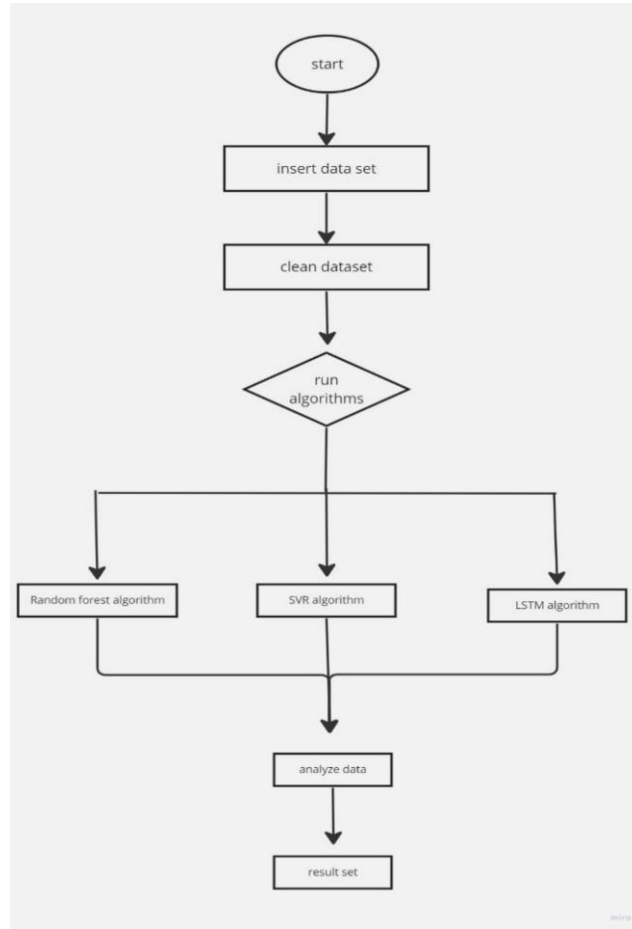 start
insert data set
clean dataset
run
algorithms
Random forest algorithm
SVR algorithm
LSTM algorithm
analyze data
result set
miro